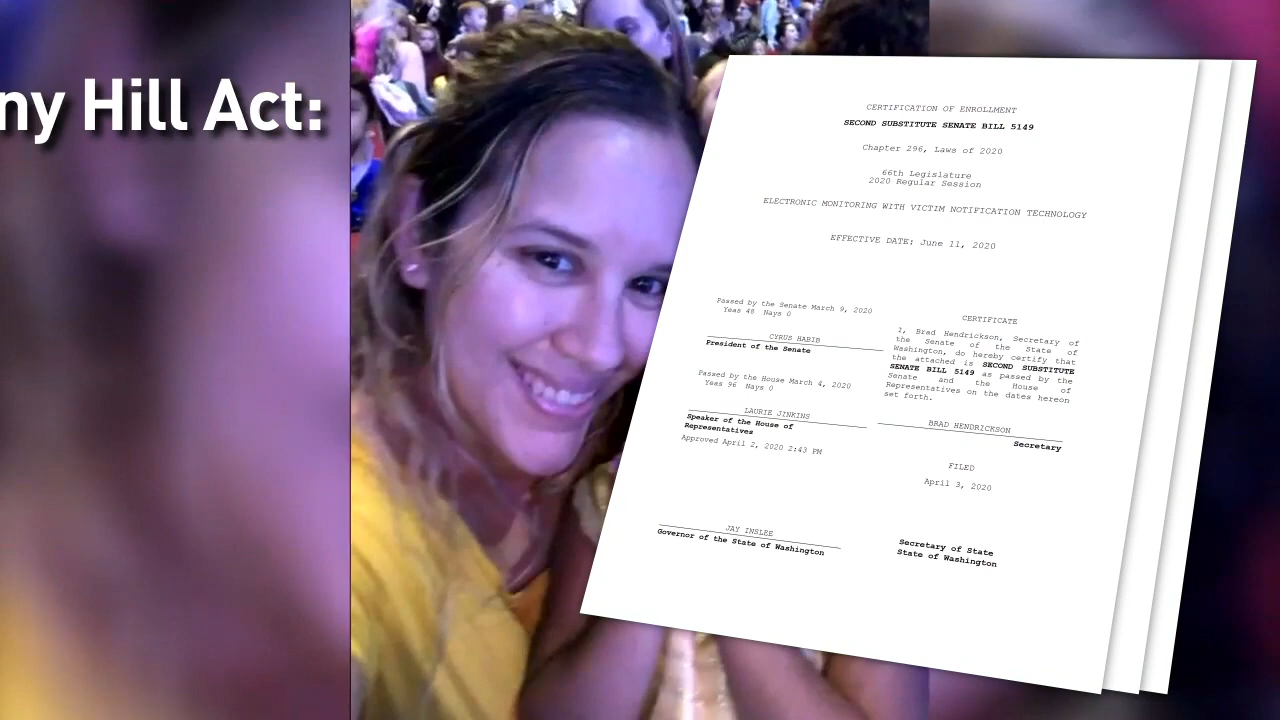 ny Hill Act:
CERTIFICATION OF ENROLLMENT
SECOND SUBSTITUTE SENATE BILL 5149
Chapter 296, Laws of 2020
66th Legislature
2020 Regular Session
ELECTRONIC MONITORING WITH VICTIM NOTIFICATION TECHNOLOGY
EFFECTIVE DATE: June 11, 2020
Passed by the Senate March 9, 2020
Yeas 48 Nays 0
CYRUS HABIB
President of the Senate
Passed by the House March 4, 2020
Yeas 96 Nays 0
LAURIE JINKINS
Speaker of the House of
Representatives
Approved April 2, 2020 2:43 PM
JAY INSLEE
Governor of the State of Washington
CERTIFICATE
I, Brad Hendrickson, Secretary of
the Senate of the State of
Washington, do hereby certify that
the attached is SECOND SUBSTITUTE
SENATE BILL 5149 as passed by the
Senate and the House of
Representatives on the dates hereon
set forth.
BRAD HENDRICKSON
Secretary
FILED
April 3, 2020
Secretary of State
State of Washington